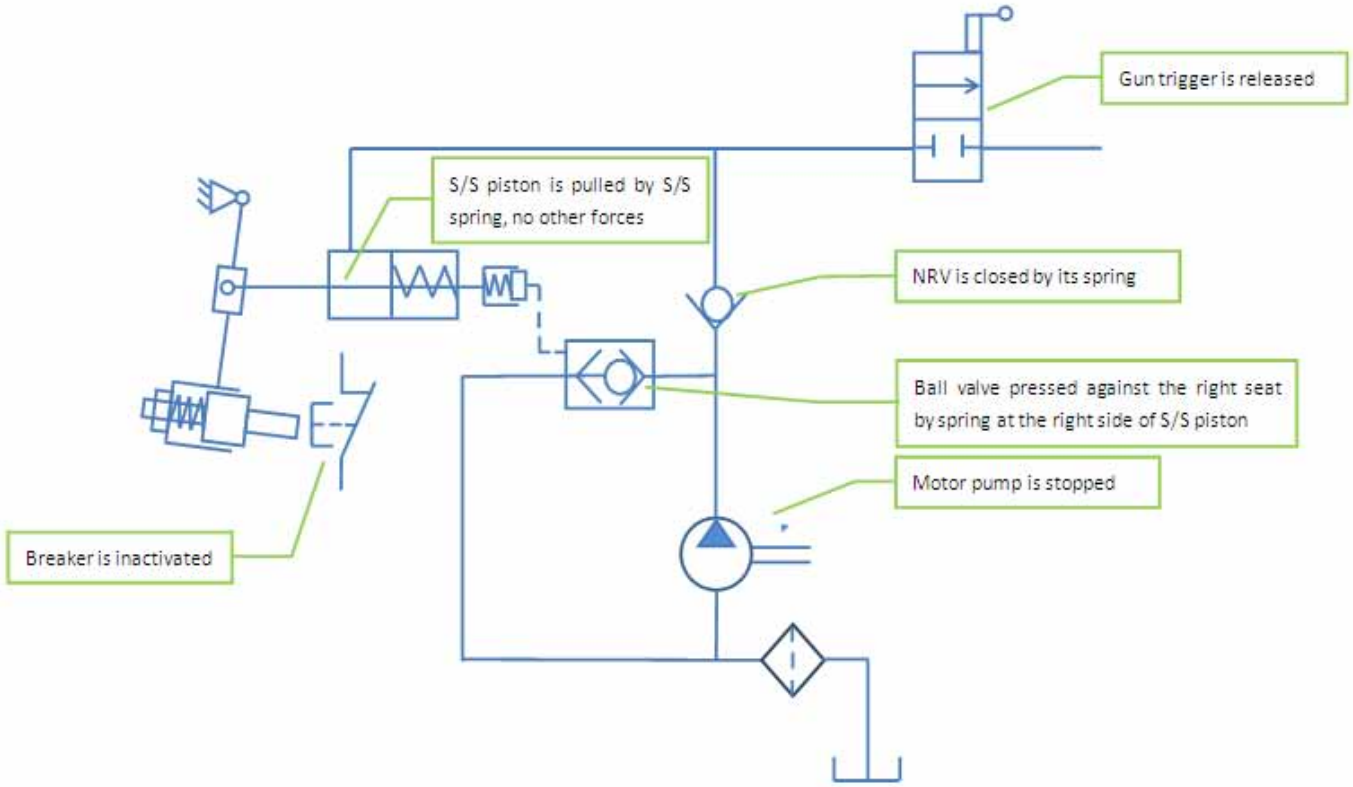 Gun trigger is released
S/S piston is pulled by S/S
spring, no other forces
NRV is closed by its spring
Ball valve pressed against the right seat
by spring at the right side of S/S piston
Motor pump is stopped
Breaker is inactivated